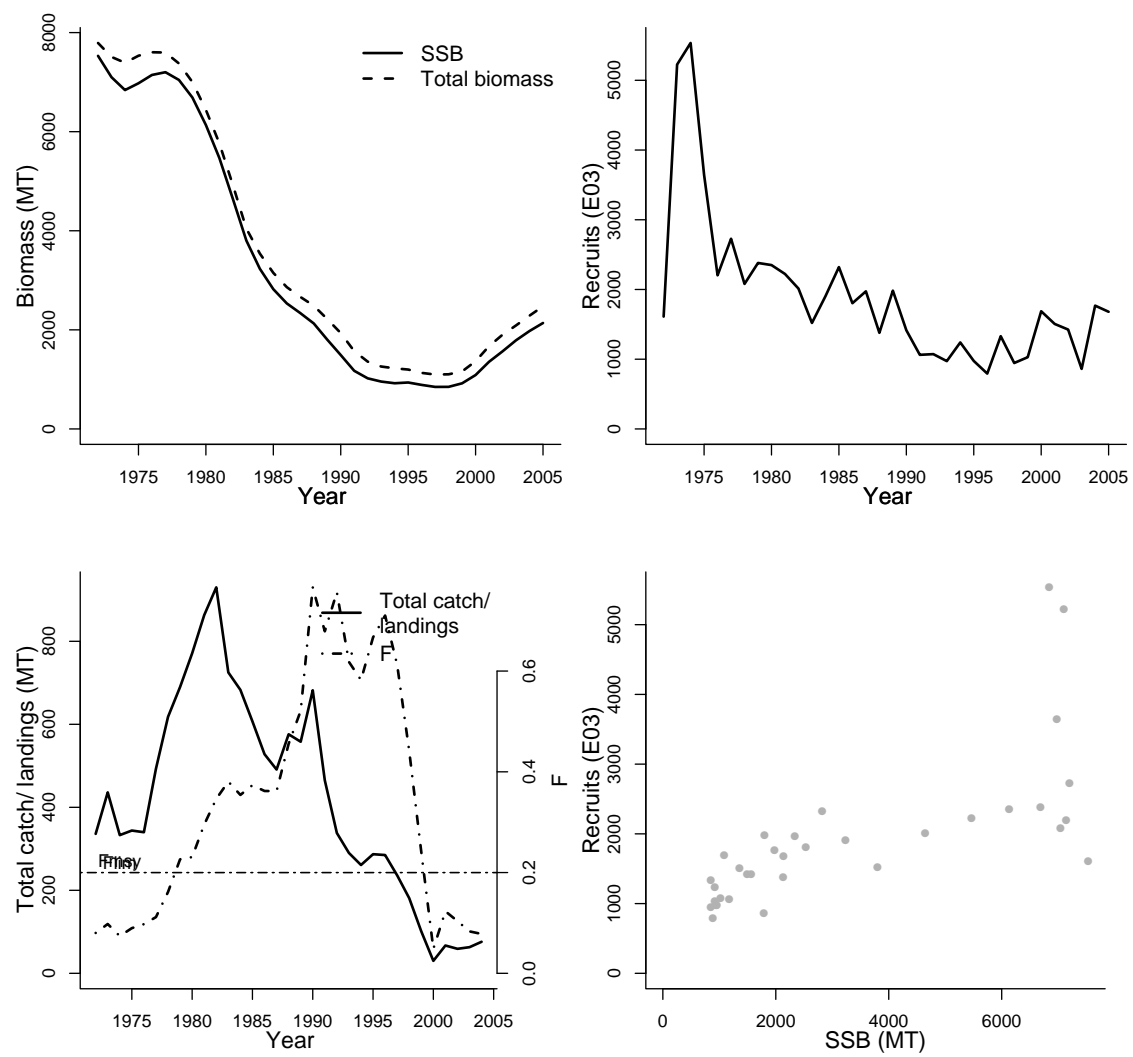 Biomass (MT)
8000
6000
4000
2000
0
SSB
Total biomass
1975 1980 1985 1990 1995 2000 2005
Year
Recruits (E03)
5000
4000
3000
2000
1000
0
1975 1980 1985 1990 1995 2000 2005
Year
Total catch/ landings (MT)
800
600
400
200
0
Total catch/
landings
F
Fmsy
F
0.6
0.4
0.2
0.0
1975 1980 1985 1990 1995 2000 2005
Year
Recruits (E03)
5000
4000
3000
2000
1000
0
0 2000 4000 6000
SSB (MT)